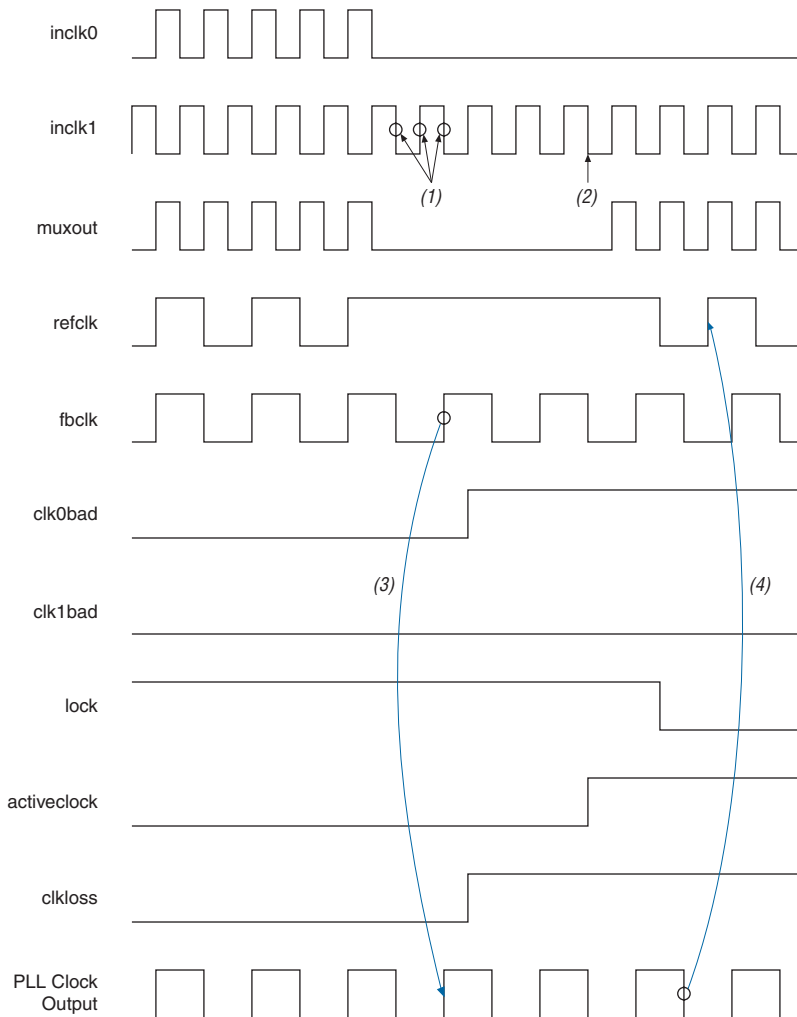 inclk0
inclk1
(1)
(2)
muxout
refclk
fbclk
clk0bad
(3)
(4)
clk1bad
lock
activeclock
clkloss
PLL Clock
Output